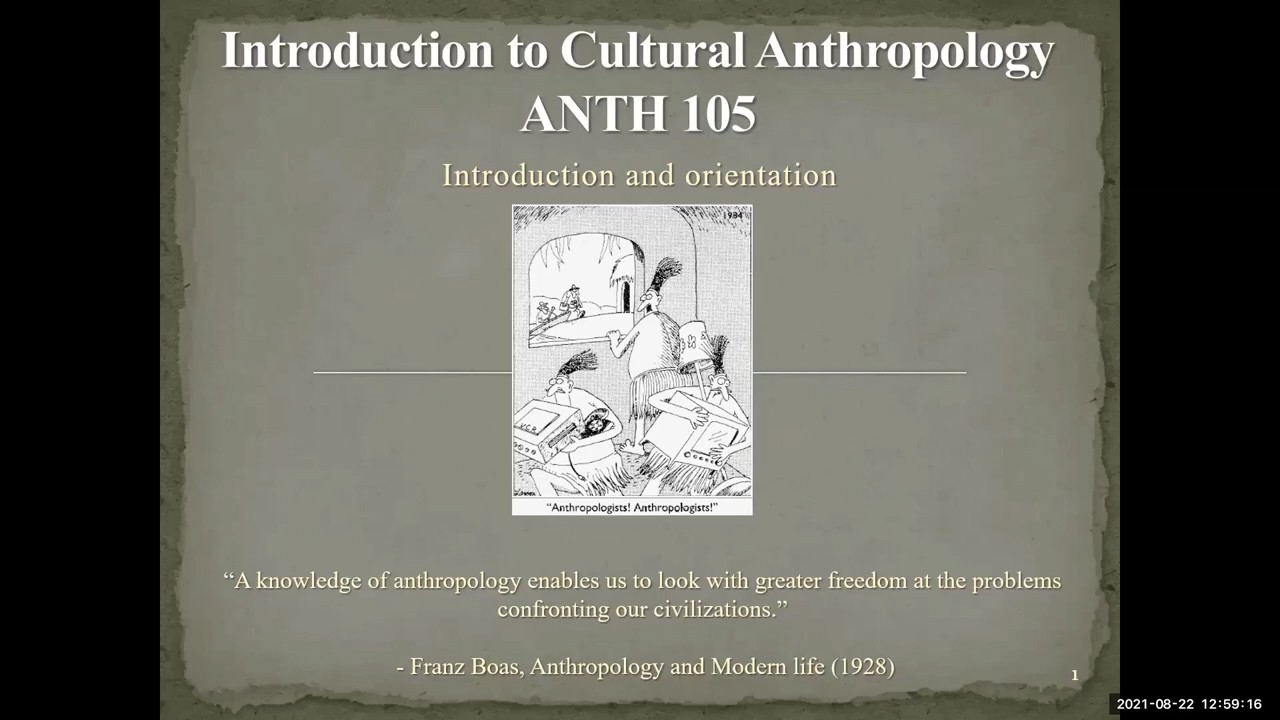 Introduction to Cultural Anthropology
ANTH 105
Introduction and orientation
1984
VCR
"Anthropologists! Anthropologists!"
“A knowledge of anthropology enables us to look with greater freedom at the problems
confronting our civilizations.”
- Franz Boas, Anthropology and Modern life (1928)
1
2021-08-22 12:59:16